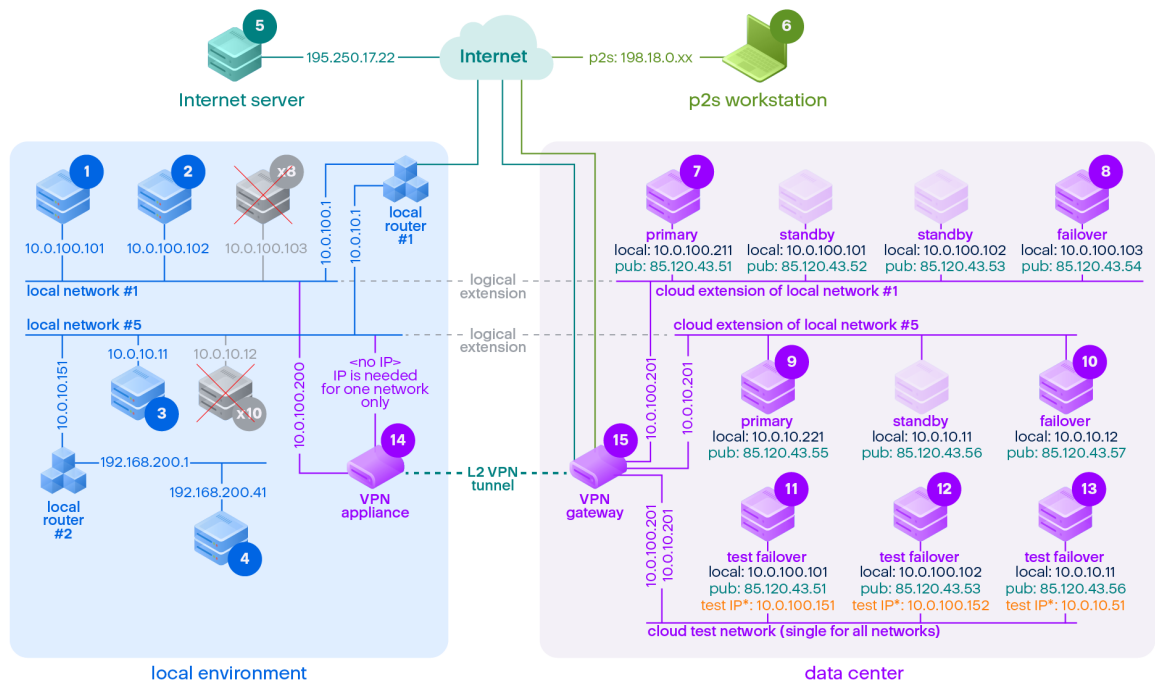 5
6
Internet
195.250.17.22
p2s: 198.18.0.xx
Internet server
p2s workstation
1
2
x8
local
router
#1
10.0.100.101
10.0.100.102
10.0.100.103
10.0.100.1
10.0.10.1
local network #1
logical
extension
local network #5
logical
extension
10.0.10.151
10.0.10.11
10.0.10.12
3
x10
10.0.100.200
<no IP>
IP is needed
for one network
only
14
VPN
appliance
192.168.200.1
192.168.200.41
local
router
#2
4
L2 VPN
tunnel
local environment
7
8
primary
local: 10.0.100.211
pub: 85.120.43.51
standby
local: 10.0.100.101
pub: 85.120.43.52
standby
local: 10.0.100.102
pub: 85.120.43.53
failover
local: 10.0.100.103
pub: 85.120.43.54
cloud extension of local network #1
cloud extension of local network #5
10.0.100.201
10.0.10.201
9
10
primary
local: 10.0.10.221
pub: 85.120.43.55
standby
local: 10.0.10.11
pub: 85.120.43.56
failover
local: 10.0.10.12
pub: 85.120.43.57
15
VPN
gateway
10.0.100.201
10.0.10.201
11
12
13
test failover
local: 10.0.100.101
pub: 85.120.43.51
test IP*: 10.0.100.151
test failover
local: 10.0.100.102
pub: 85.120.43.53
test IP*: 10.0.100.152
test failover
local: 10.0.10.11
pub: 85.120.43.56
test IP*: 10.0.10.51
cloud test network (single for all networks)
data center